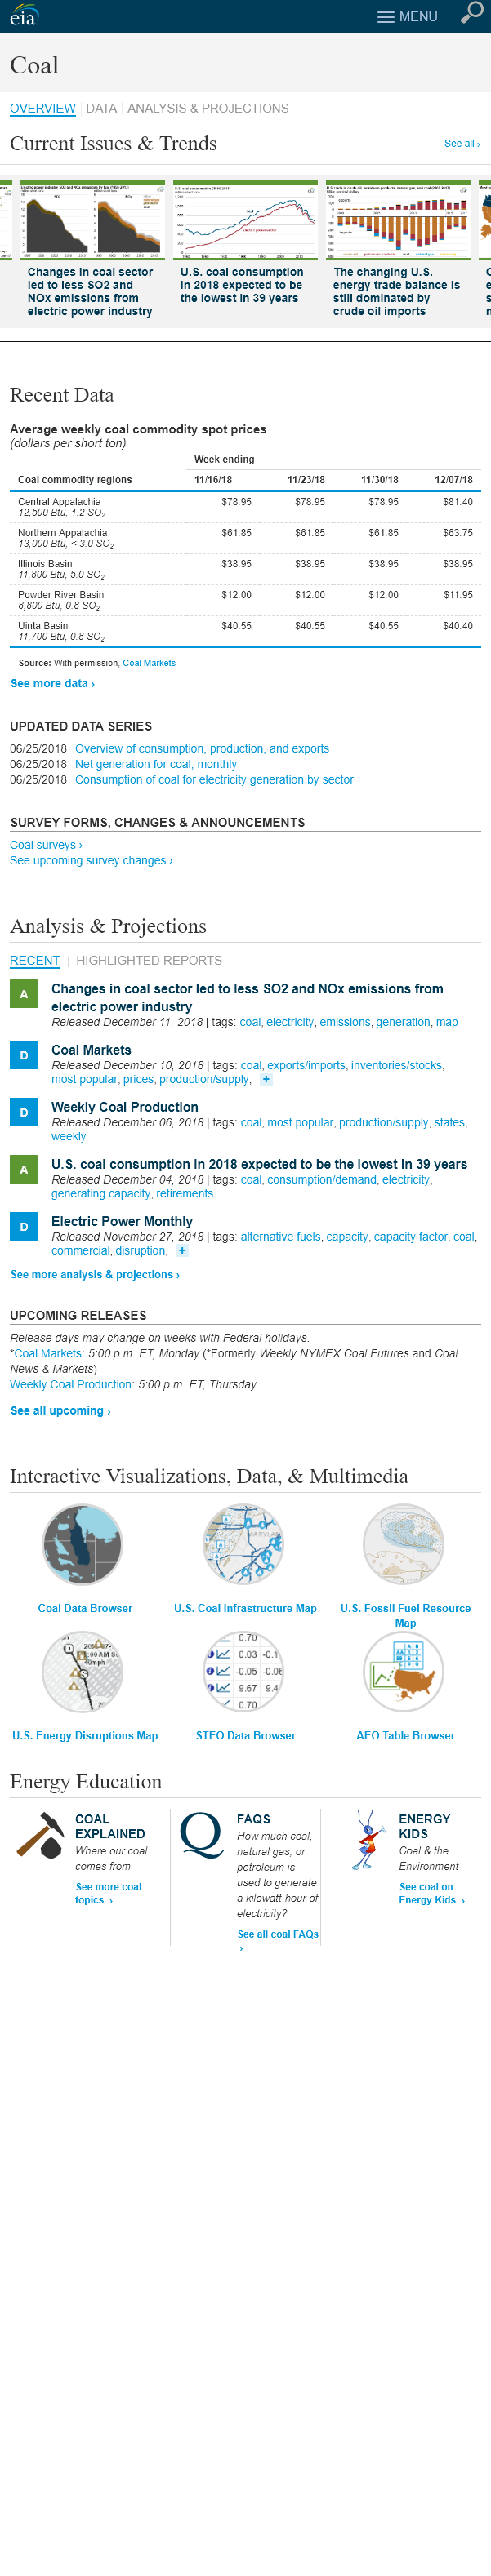 eia
MENU
Coal
OVERVIEW | DATA | ANALYSIS & PROJECTIONS
Current Issues & Trends
See all ›
Changes in coal sector
led to less SO2 and
NOx emissions from
electric power industry
U.S. coal consumption
in 2018 expected to be
the lowest in 39 years
The changing U.S.
energy trade balance is
still dominated by
crude oil imports
Recent Data
Average weekly coal commodity spot prices
(dollars per short ton)
Week ending
Coal commodity regions 11/16/18 11/23/18 11/30/18 12/07/18
Central Appalachia $78.95 $78.95 $78.95 $81.40
12,500 Btu, 1.2 SO2
Northern Appalachia $61.85 $61.85 $61.85 $63.75
13,000 Btu, < 3.0 SO2
Illinois Basin $38.95 $38.95 $38.95 $38.95
11,800 Btu, 5.0 SO2
Powder River Basin $12.00 $12.00 $12.00 $11.95
8,800 Btu, 0.8 SO2
Uinta Basin $40.55 $40.55 $40.55 $40.40
11,700 Btu, 0.8 SO2
Source: With permission, Coal Markets
See more data ›
UPDATED DATA SERIES
06/25/2018 Overview of consumption, production, and exports
06/25/2018 Net generation for coal, monthly
06/25/2018 Consumption of coal for electricity generation by sector
SURVEY FORMS, CHANGES & ANNOUNCEMENTS
Coal surveys ›
See upcoming survey changes ›
Analysis & Projections
RECENT | HIGHLIGHTED REPORTS
A
Changes in coal sector led to less SO2 and NOx emissions from
electric power industry
Released December 11, 2018 | tags: coal, electricity, emissions, generation, map
D
Coal Markets
Released December 10, 2018 | tags: coal, exports/imports, inventories/stocks,
most popular, prices, production/supply, +
D
Weekly Coal Production
Released December 06, 2018 | tags: coal, most popular, production/supply, states,
weekly
A
U.S. coal consumption in 2018 expected to be the lowest in 39 years
Released December 04, 2018 | tags: coal, consumption/demand, electricity,
generating capacity, retirements
D
Electric Power Monthly
Released November 27, 2018 | tags: alternative fuels, capacity, capacity factor, coal,
commercial, disruption, +
See more analysis & projections ›
UPCOMING RELEASES
Release days may change on weeks with Federal holidays.
*Coal Markets: 5:00 p.m. ET, Monday (*Formerly Weekly NYMEX Coal Futures and Coal
News & Markets)
Weekly Coal Production: 5:00 p.m. ET, Thursday
See all upcoming ›
Interactive Visualizations, Data, & Multimedia
Coal Data Browser
U.S. Coal Infrastructure Map
U.S. Fossil Fuel Resource
Map
0.70
0.03 -0.1
-0.05 -0.06
9.67 9.4
0.70
U.S. Energy Disruptions Map
STEO Data Browser
AEO Table Browser
Energy Education
COAL
EXPLAINED
Where our coal
comes from
See more coal
topics ›
Q
FAQS
How much coal,
natural gas, or
petroleum is
used to generate
a kilowatt-hour of
electricity?
See all coal FAQs
›
ENERGY
KIDS
Coal & the
Environment
See coal on
Energy Kids ›